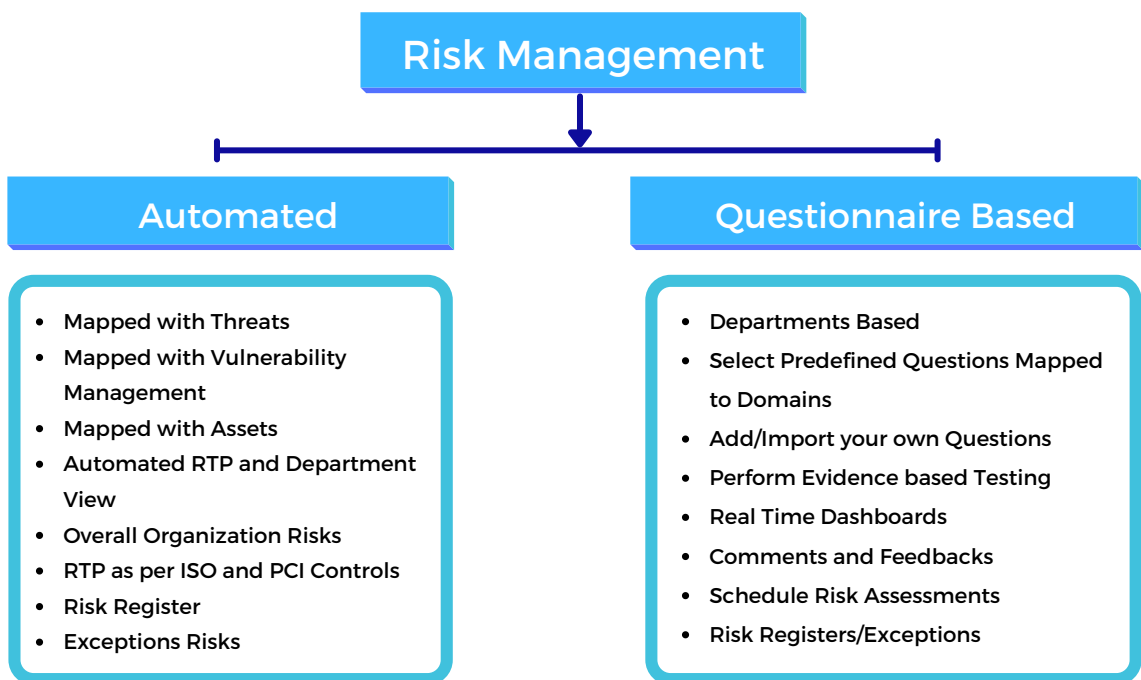 Risk Management
Automated
• Mapped with Threats
• Mapped with Vulnerability
Management
• Mapped with Assets
• Automated RTP and Department
View
• Overall Organization Risks
• RTP as per ISO and PCI Controls
• Risk Register
• Exceptions Risks
Questionnaire Based
• Departments Based
• Select Predefined Questions Mapped
to Domains
• Add/Import your own Questions
• Perform Evidence based Testing
• Real Time Dashboards
• Comments and Feedbacks
• Schedule Risk Assessments
• Risk Registers/Exceptions